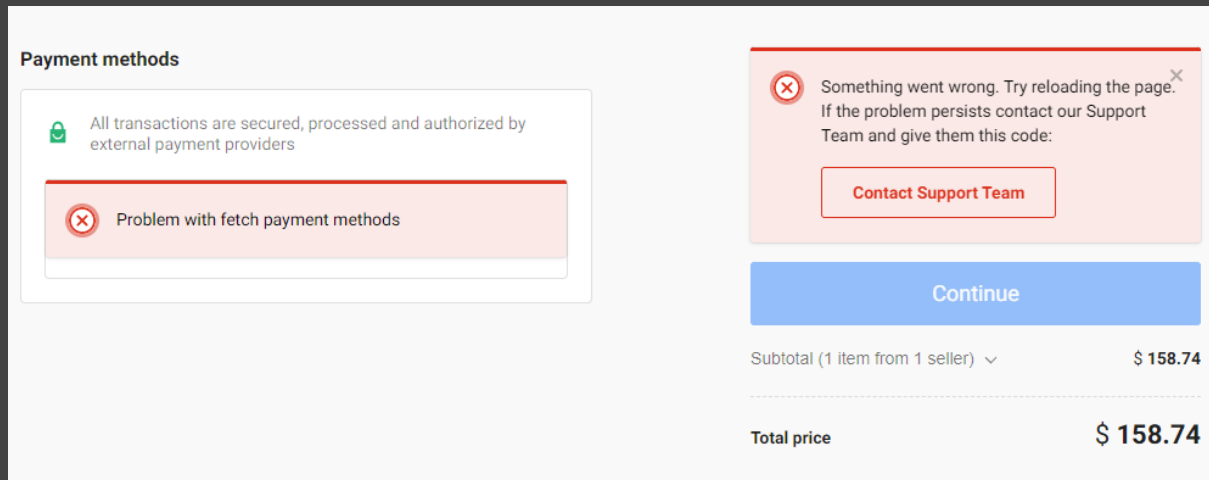 Payment methods
All transactions are secured, processed and authorized by
external payment providers
Problem with fetch payment methods
Something went wrong. Try reloading the page.
If the problem persists contact our Support
Team and give them this code:
Contact Support Team
Continue
Subtotal (1 item from 1 seller) $ 158.74
Total price $ 158.74